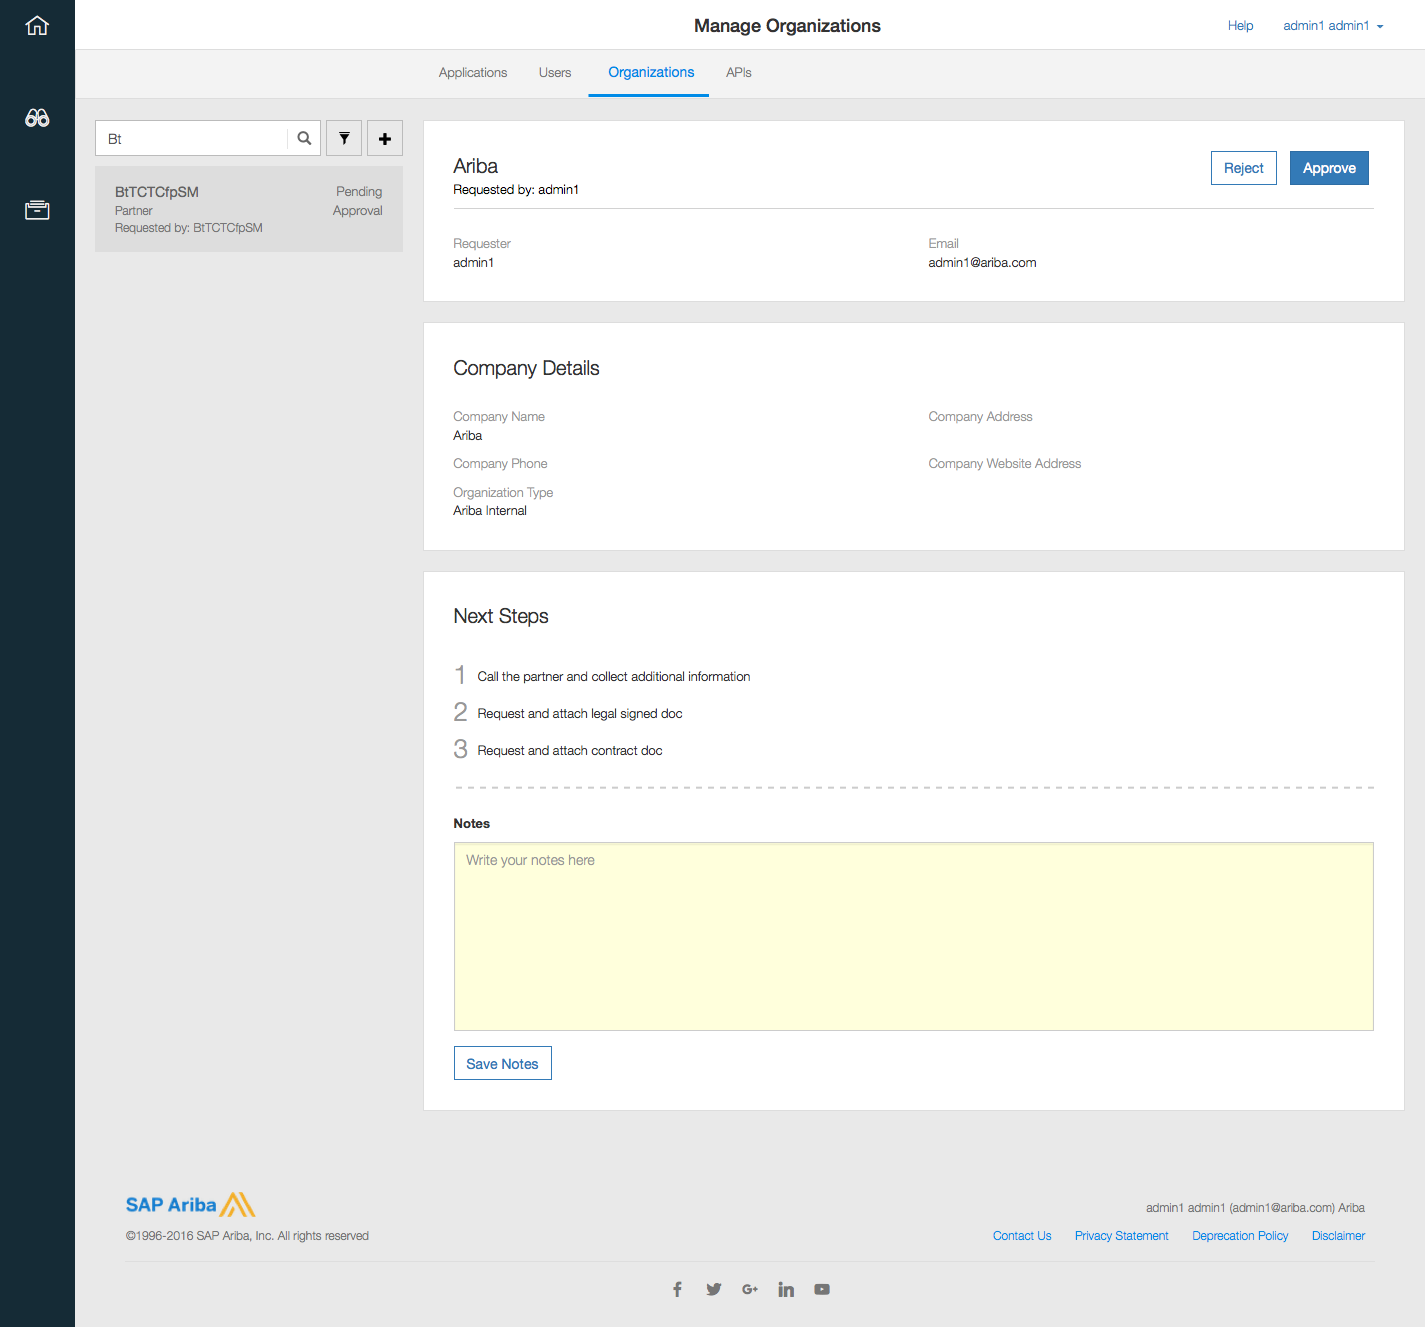 Manage Organizations
Help
admin1 admin1
Applications
Users
Organizations
APIs
Bt
BtTCTCfpSM
Pending
Partner
Approval
Requested by: BtTCTCfpSM
Ariba
Requested by: admin1
Reject
Approve
Requester
Email
admin1
admin1@ariba.com
Company Details
Company Name
Company Address
Ariba
Company Phone
Company Website Address
Organization Type
Ariba Internal
Next Steps
1 Call the partner and collect additional information
2 Request and attach legal signed doc
3 Request and attach contract doc
Notes
Write your notes here
Save Notes
SAP Ariba
admin1 admin1 (admin1@ariba.com) Ariba
©1996-2016 SAP Ariba, Inc. All rights reserved
Contact Us
Privacy Statement
Deprecation Policy
Disclaimer